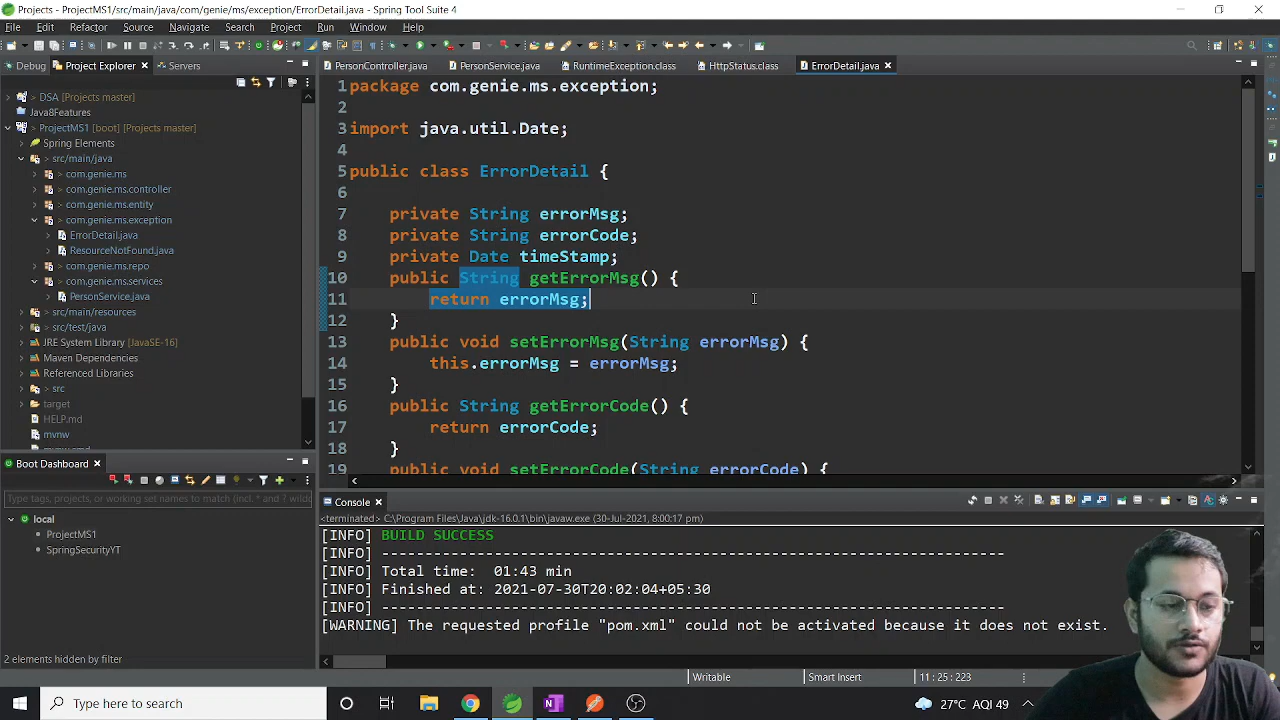 Projects - ProjectMS1/src/main/java/com/genie/ms/exception/ErrorDetail.java - Spring Tool Suite 4
File Edit Refactor Source Navigate Search Project Run Window Help
Debug Project Explorer Servers
PersonController.java PersonService.java RuntimeException.class HttpStatus.class ErrorDetail.java
DSA [Projects master]
Java8Features
ProjectMS1 [boot] [Projects master]
Spring Elements
> src/main/java
> com.genie.ms
> com.genie.ms.controller
> com.genie.ms.entity
> com.genie.ms.exception
> ErrorDetail.java
> ResourceNotFound.java
> com.genie.ms.repo
> com.genie.ms.services
> PersonService.java
> src/main/resources
> src/test/java
JRE System Library [JavaSE-16]
Maven Dependencies
Referenced Libraries
> src
target
HELP.md
mvnw
1 package com.genie.ms.exception;
2
3 import java.util.Date;
4
5 public class ErrorDetail {
6
7 private String errorMsg;
8 private String errorCode;
9 private Date timeStamp;
10 public String getErrorMsg() {
11 return errorMsg;
12 }
13 public void setErrorMsg(String errorMsg) {
14 this.errorMsg = errorMsg;
15 }
16 public String getErrorCode() {
17 return errorCode;
18 }
19 public void setErrorCode(String errorCode) {
Boot Dashboard
Type tags, projects, or working set names to match (incl. * and ? wild
local
ProjectMS1
SpringSecurityYT
2 elements hidden by filter
Console
<terminated> C:\Program Files\Java\jdk-16.0.1\bin\javaw.exe (30-Jul-2021, 8:00:17 pm)
[INFO] BUILD SUCCESS
[INFO] ------------------------------------------------------------------------
[INFO] Total time: 01:43 min
[INFO] Finished at: 2021-07-30T20:02:04+05:30
[INFO] ------------------------------------------------------------------------
[WARNING] The requested profile "pom.xml" could not be activated because it does not exist.
Writable Smart Insert 11 : 25 : 223
Type here to search
27°C AQI 49